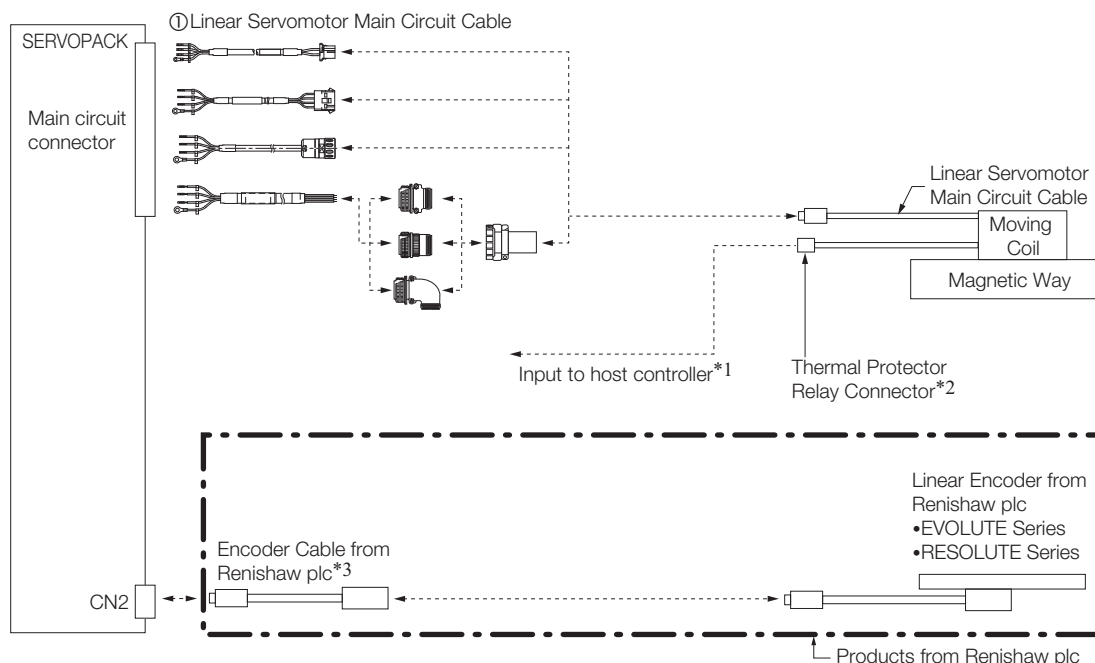 ①Linear Servomotor Main Circuit Cable
SERVOPACK
Main circuit
connector
Linear Servomotor
Main Circuit Cable
Moving
Coil
Magnetic Way
Input to host controller*1
Thermal Protector
Relay Connector*2
Linear Encoder from
Renishaw plc
•EVOLUTE Series
•RESOLUTE Series
Encoder Cable from
Renishaw plc*3
CN2
Products from Renishaw plc